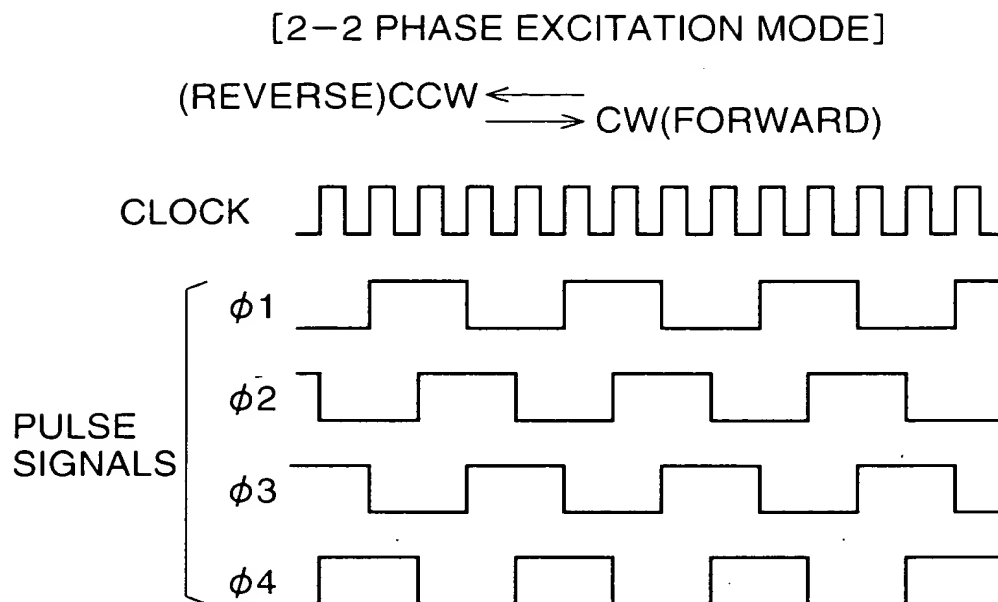 [2-2 PHASE EXCITATION MODE]
(REVERSE)CCW
CW(FORWARD)
CLOCK
PULSE
SIGNALS
ϕ1
ϕ2
ϕ3
ϕ4